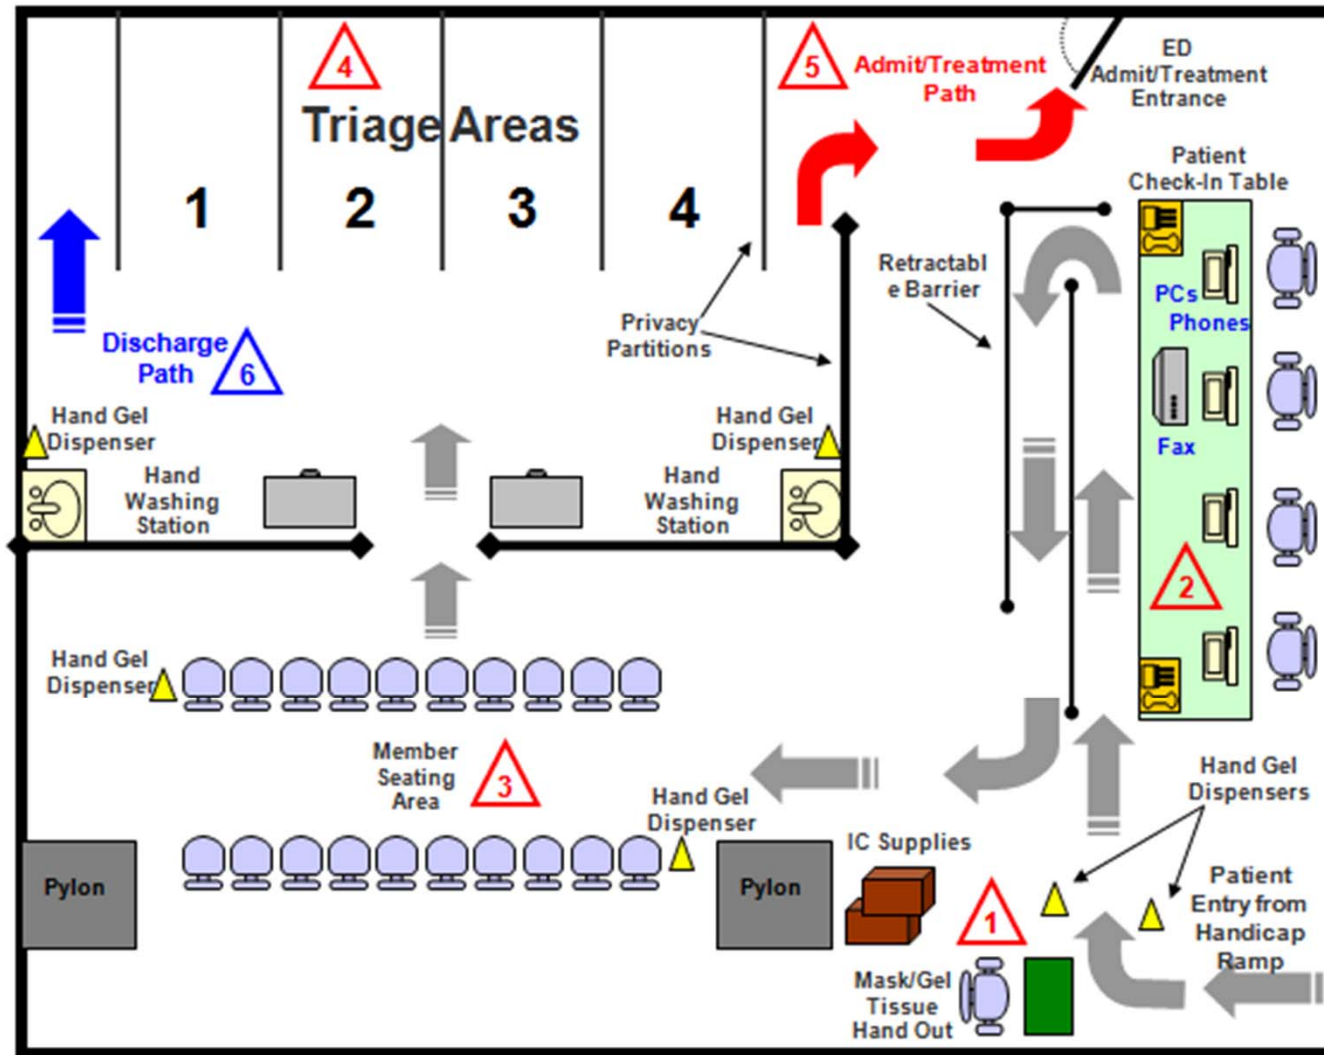 4
5
Admit/Treatment
Path
ED
Admit/Treatment
Entrance
Triage Areas
Patient
Check-In Table
1
2
3
4
Retractabl
e Barrier
PCs
Phones
Privacy
Partitions
Discharge
Path
6
Fax
Hand Gel
Dispenser
Hand Gel
Dispenser
Hand
Washing
Station
Hand
Washing
Station
2
Hand Gel
Dispenser
Member
Seating
Area
3
Hand Gel
Dispenser
Hand Gel
Dispensers
IC Supplies
Pylon
Pylon
1
Patient
Entry from
Handicap
Ramp
Mask/Gel
Tissue
Hand Out